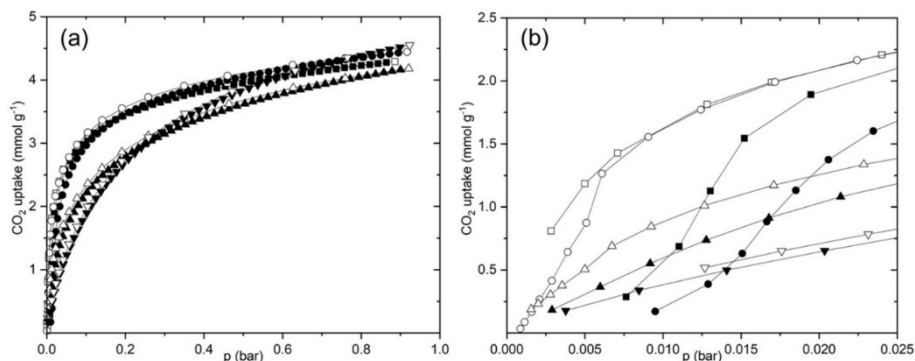 (a)
CO₂ uptake (mmol g⁻¹)
5
4
3
2
1
0.0 0.2 0.4 0.6 0.8 1.0
p (bar)
(b)
CO₂ uptake (mmol g⁻¹)
2.5
2.0
1.5
1.0
0.5
0.000 0.005 0.010 0.015 0.020 0.025
p (bar)